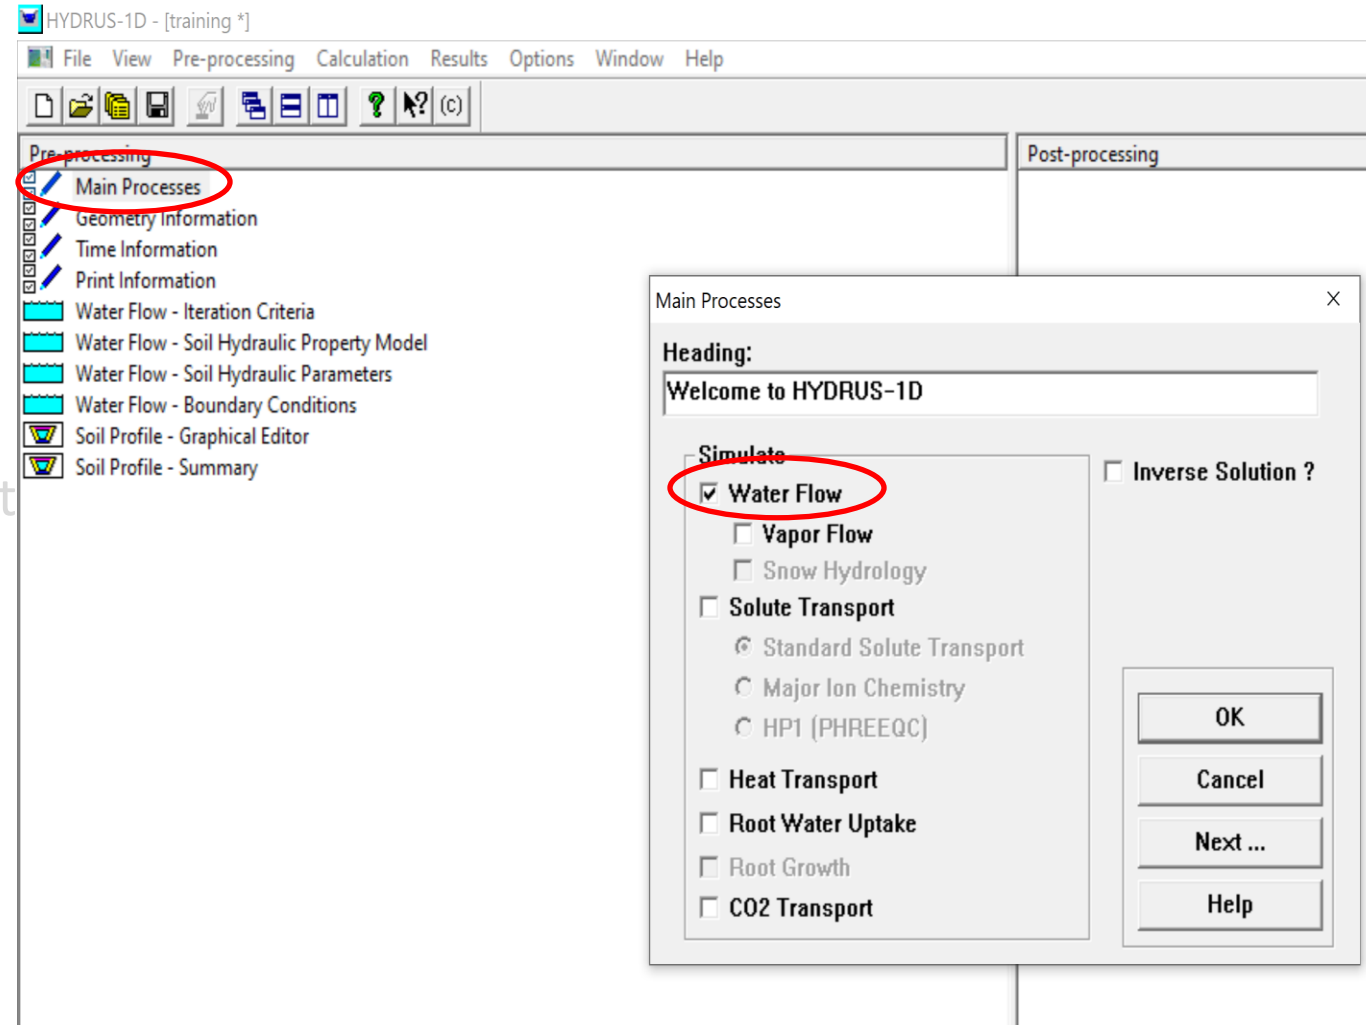 HYDRUS-1D - [training *]
File View Pre-processing Calculation Results Options Window Help
(c)
Pre-processing
Post-processing
Main Processes
Geometry Information
Time Information
Print Information
Water Flow - Iteration Criteria
Water Flow - Soil Hydraulic Property Model
Water Flow - Soil Hydraulic Parameters
Water Flow - Boundary Conditions
Soil Profile - Graphical Editor
Soil Profile - Summary
t
Main Processes
Heading:
Welcome to HYDRUS-1D
Simulate
Water Flow
Vapor Flow
Snow Hydrology
Solute Transport
Standard Solute Transport
Major Ion Chemistry
HP1 (PHREEQC)
Heat Transport
Root Water Uptake
Root Growth
CO2 Transport
Inverse Solution ?
OK
Cancel
Next ...
Help